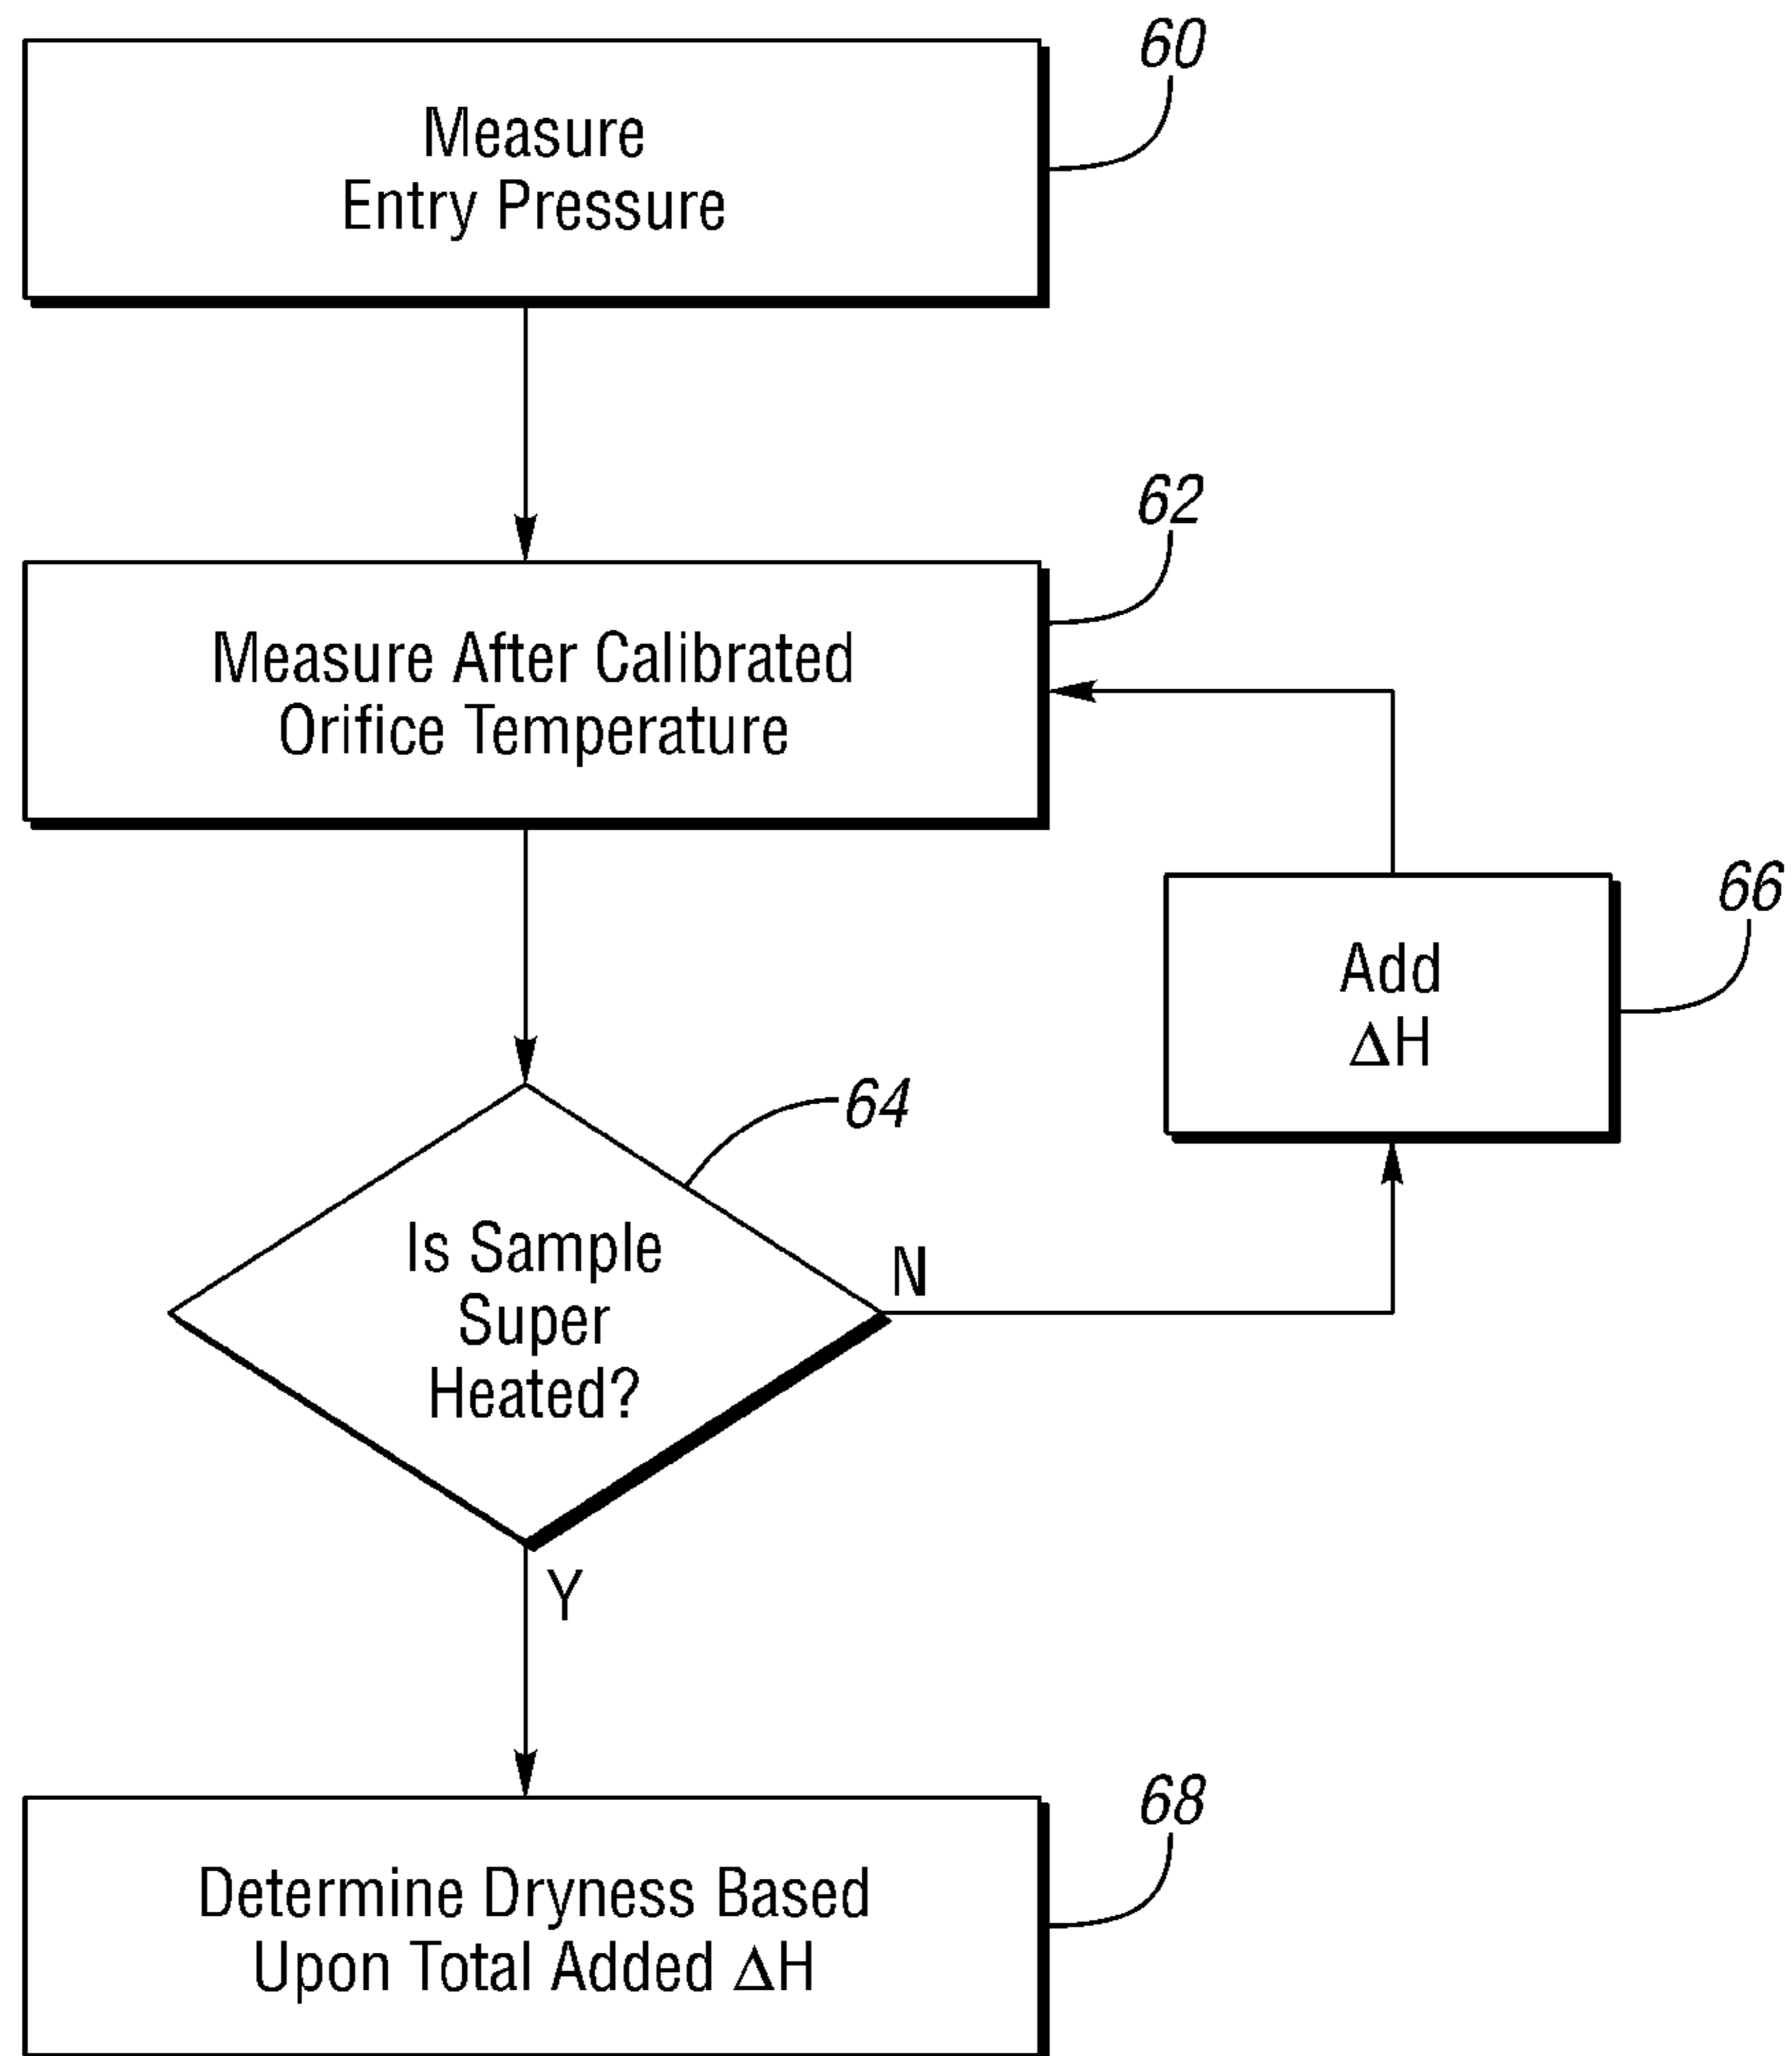 60
Measure
Entry Pressure
62
Measure After Calibrated
Orifice Temperature
66
Add
ΔH
64
Is Sample
Super
Heated?
N
Y
68
Determine Dryness Based
Upon Total Added ΔH